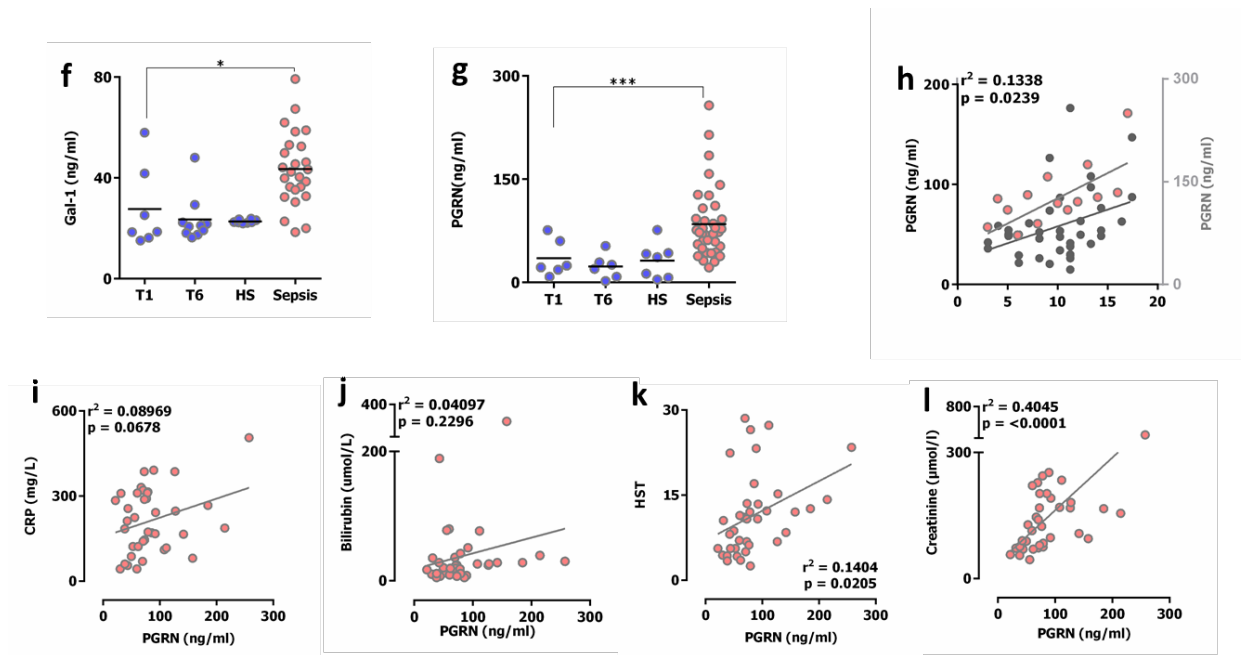 f
80
40
0
Gal-1 (ng/ml)
*
T1 T6 HS Sepsis
g
300
150
0
PGRN(ng/ml)
***
T1 T6 HS Sepsis
h
r² = 0.1338
p = 0.0239
200
100
0
PGRN (ng/ml)
300
150
0
PGRN (ng/ml)
0 5 10 15 20
i
r² = 0.08969
p = 0.0678
600
300
0
CRP (mg/L)
0 100 200 300
PGRN (ng/ml)
j
r² = 0.04097
p = 0.2296
400
200
0
Bilirubin (umol/L)
0 100 200 300
PGRN (ng/ml)
k
30
15
0
HST
r² = 0.1404
p = 0.0205
0 100 200 300
PGRN (ng/ml)
l
r² = 0.4045
p = <0.0001
800
300
0
Creatinine (μmol/l)
0 100 200 300
PGRN (ng/ml)